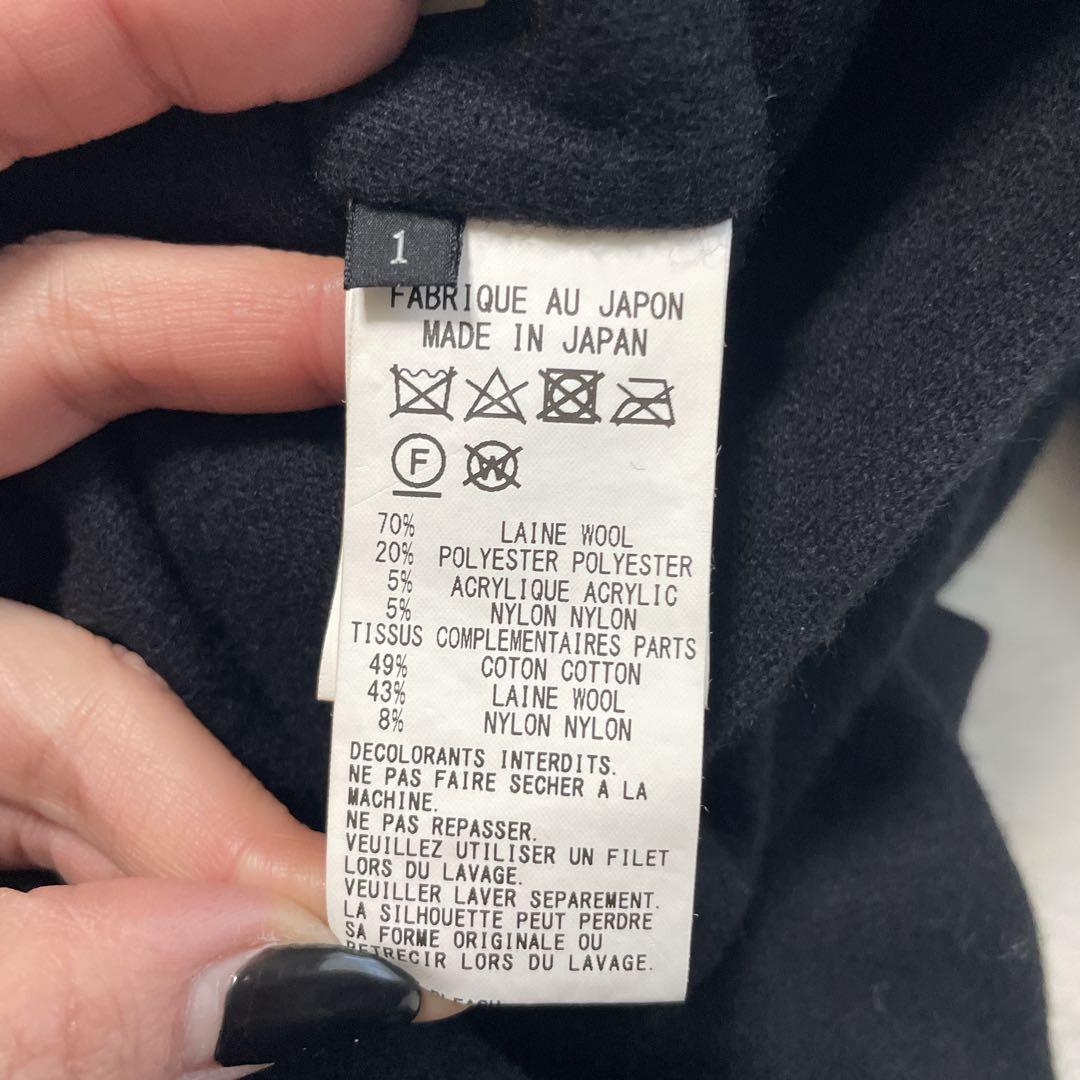 1
FABRIQUE AU JAPON
MADE IN JAPAN
F
W
70% LAINE WOOL
20% POLYESTER POLYESTER
5% ACRYLIQUE ACRYLIC
5% NYLON NYLON
TISSUS COMPLEMENTAIRES PARTS
49% COTON COTTON
43% LAINE WOOL
8% NYLON NYLON
DECOLORANTS INTERDITS.
NE PAS FAIRE SECHER A LA
MACHINE.
NE PAS REPASSER.
VEUILLEZ UTILISER UN FILET
LORS DU LAVAGE.
VEUILLER LAVER SEPAREMENT.
LA SILHOUETTE PEUT PERDRE
SA FORME ORIGINALE OU
RETRECIR LORS DU LAVAGE.